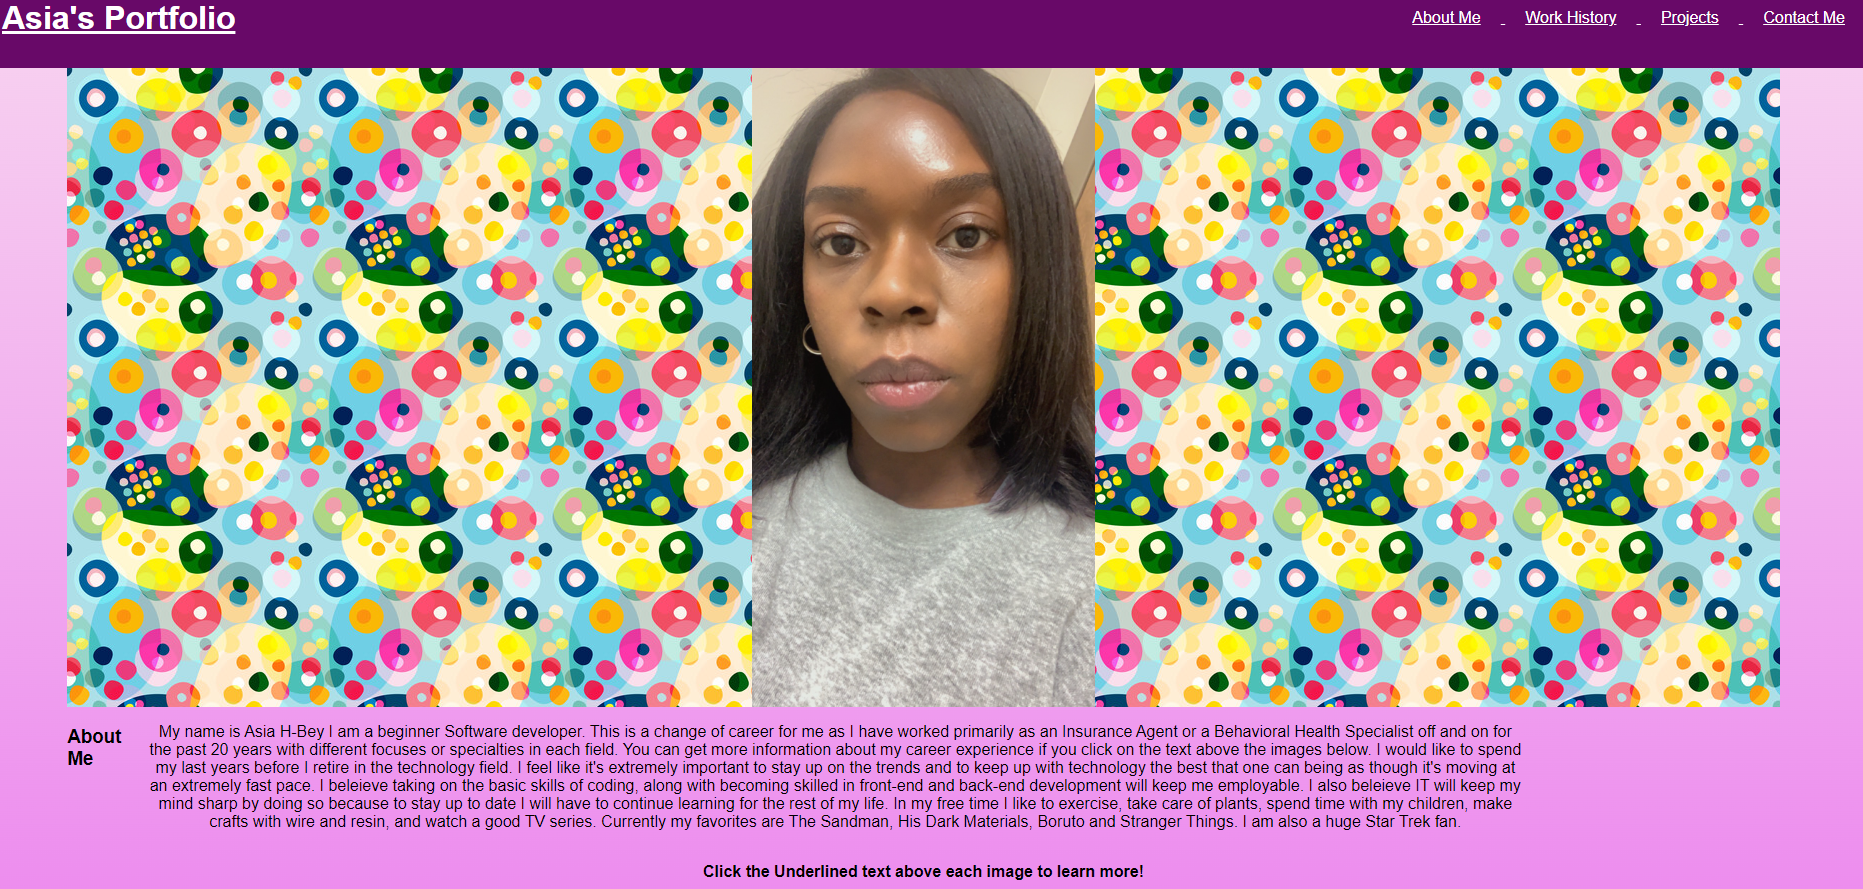 Asia's Portfolio
About Me - Work History - Projects - Contact Me
About
Me
My name is Asia H-Bey I am a beginner Software developer. This is a change of career for me as I have worked primarily as an Insurance Agent or a Behavioral Health Specialist off and on for
the past 20 years with different focuses or specialties in each field. You can get more information about my career experience if you click on the text above the images below. I would like to spend
my last years before I retire in the technology field. I feel like it's extremely important to stay up on the trends and to keep up with technology the best that one can being as though it's moving at
an extremely fast pace. I beleieve taking on the basic skills of coding, along with becoming skilled in front-end and back-end development will keep me employable. I also beleieve IT will keep my
mind sharp by doing so because to stay up to date I will have to continue learning for the rest of my life. In my free time I like to exercise, take care of plants, spend time with my children, make
crafts with wire and resin, and watch a good TV series. Currently my favorites are The Sandman, His Dark Materials, Boruto and Stranger Things. I am also a huge Star Trek fan.
Click the Underlined text above each image to learn more!